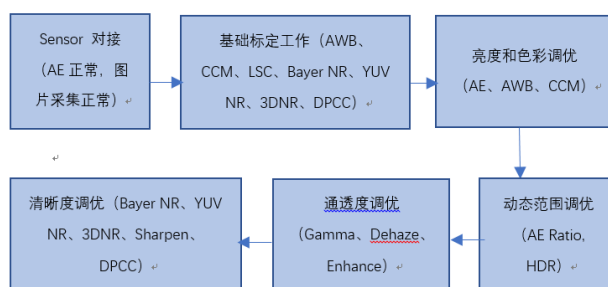 Sensor 对接
（AE 正常，图
片采集正常）
基础标定工作（AWB、
CCM、LSC、Bayer NR、YUV
NR、3DNR、DPCC）
亮度和色彩调优
（AE、AWB、CCM）
动态范围调优
（AE Ratio,
HDR）
通透度调优
（Gamma、Dehaze、
Enhance）
清晰度调优（Bayer NR、YUV
NR、3DNR、Sharpen、
DPCC）